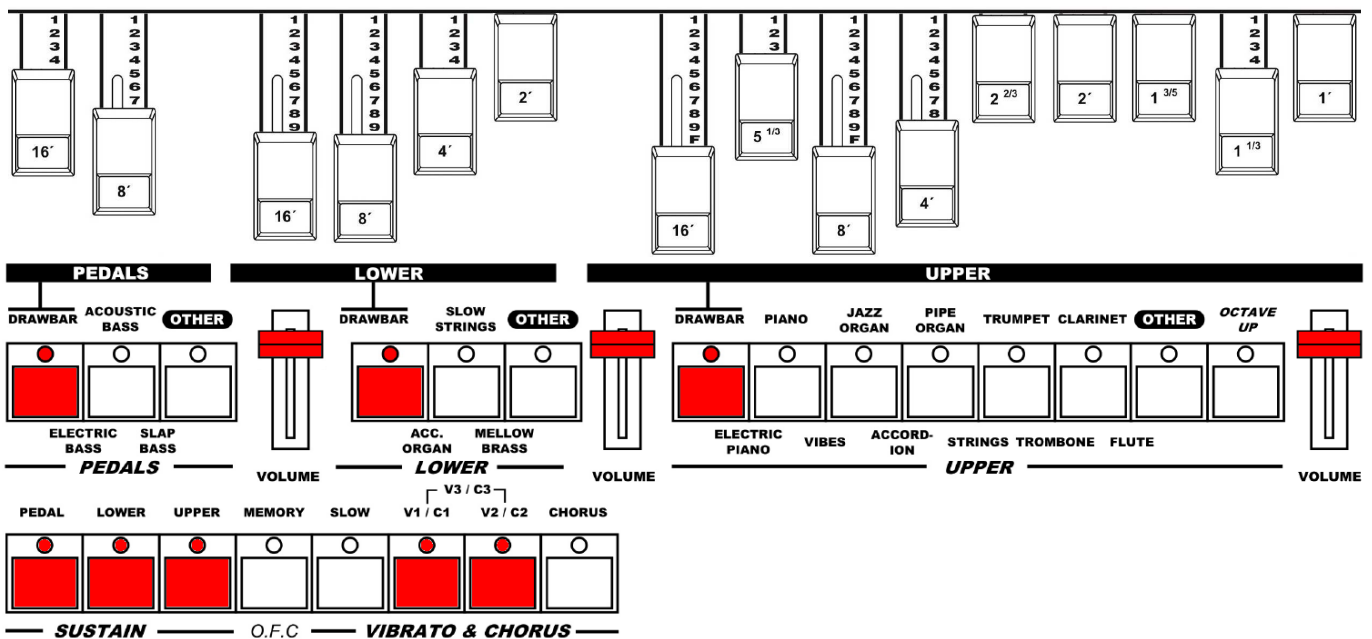 1 1 1 1 1 1 1 1 1 1
2 2 2 2 2 2 2 2 2 2
3 3 3 3 3 3 3 3 3 3
4 4 4 4 4 4 4 4 4
5 5 5 5 5 5
6 6 6 6 6 6
7 7 7 7 7 7
8 8 8 8 8
9 9 9 9
F F
16´ 8´ 16´ 8´ 4´ 2´ 16´ 5 1/3 8´ 4´ 2 2/3 2´ 1 3/5 1 1/3 1´
PEDALS LOWER UPPER
DRAWBAR ACOUSTIC BASS OTHER DRAWBAR SLOW STRINGS OTHER DRAWBAR PIANO JAZZ ORGAN PIPE ORGAN TRUMPET CLARINET OTHER OCTAVE UP
ELECTRIC BASS SLAP BASS ACC. ORGAN MELLOW BRASS ELECTRIC PIANO VIBES ACCORD-ION STRINGS TROMBONE FLUTE
PEDALS VOLUME LOWER VOLUME UPPER VOLUME
V3 / C3
PEDAL LOWER UPPER MEMORY SLOW V1 / C1 V2 / C2 CHORUS
SUSTAIN O.F.C VIBRATO & CHORUS